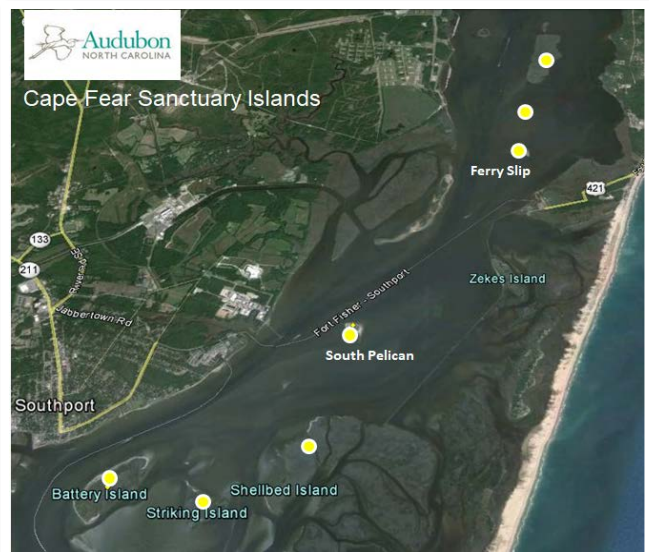 Audubon
NORTH CAROLINA
Cape Fear Sanctuary Islands
Ferry Slip
421
133
211
Zekes Island
Jabbertown Rd
Fort Fisher - Southport
South Pelican
Southport
Shellbed Island
Battery Island
Striking Island